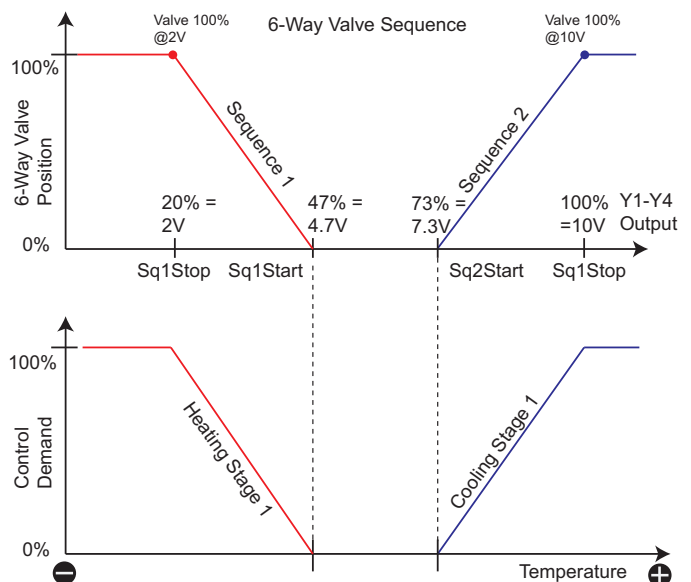 6-Way Valve Sequence
Valve 100%
@2V
Valve 100%
@10V
100%
6-Way Valve
Position
Sequence 1
Sequence 2
20% =
2V
47% =
4.7V
73% =
7.3V
100%
=10V
Y1-Y4
Output
0%
Sq1Stop
Sq1Start
Sq2Start
Sq1Stop
100%
Control
Demand
Heating Stage 1
Cooling Stage 1
0%
Temperature